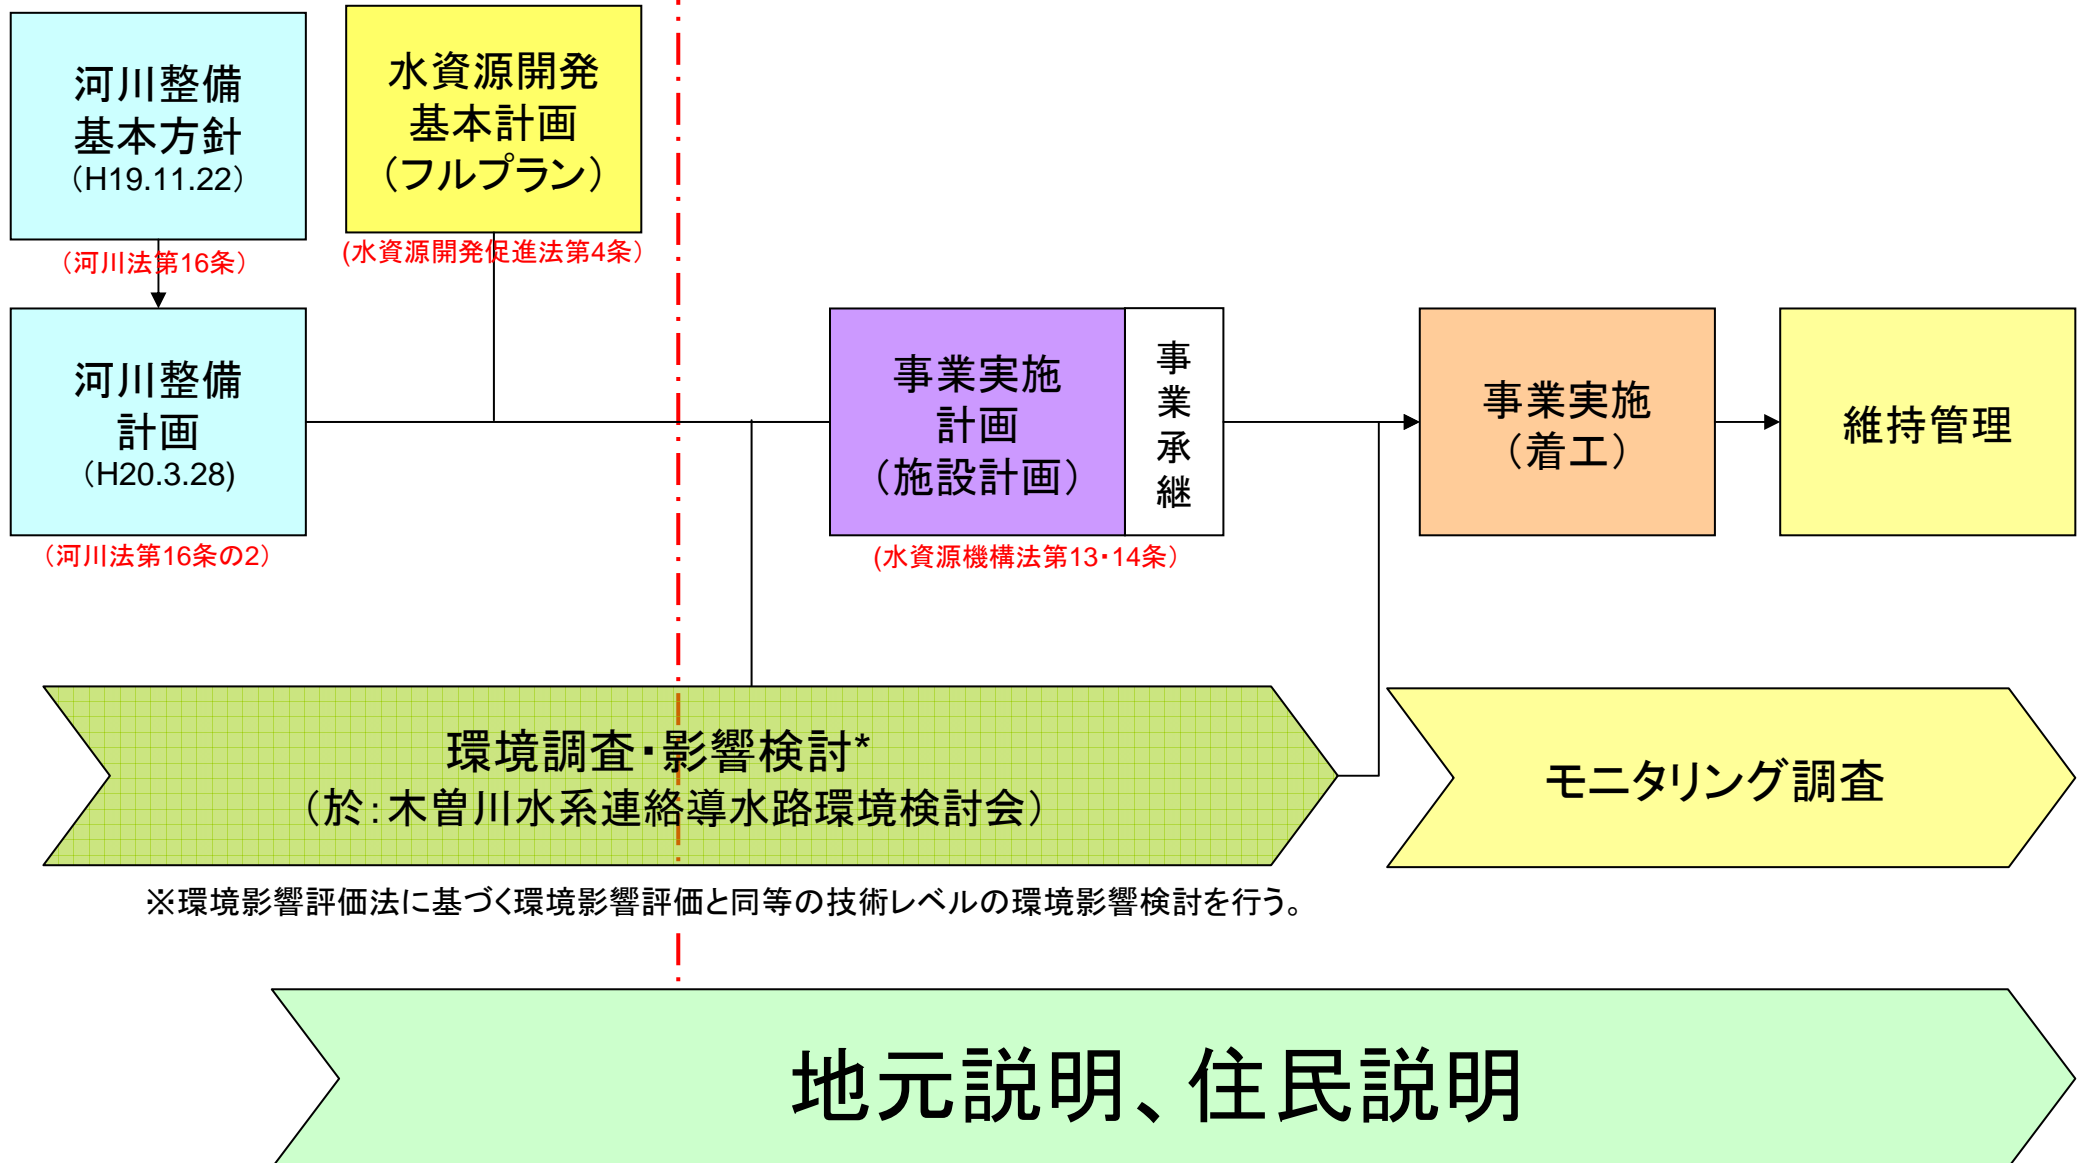 河川整備
基本方針
（H19.11.22）
（河川法第16条）
水資源開発
基本計画
（フルプラン）
(水資源開発促進法第4条）
河川整備
計画
（H20.3.28)
（河川法第16条の2）
事業実施
計画
（施設計画）
(水資源機構法第13・14条）
事業承継
事業実施
（着工）
維持管理
環境調査・影響検討*
（於：木曽川水系連絡導水路環境検討会）
モニタリング調査
※環境影響評価法に基づく環境影響評価と同等の技術レベルの環境影響検討を行う。
地元説明、住民説明